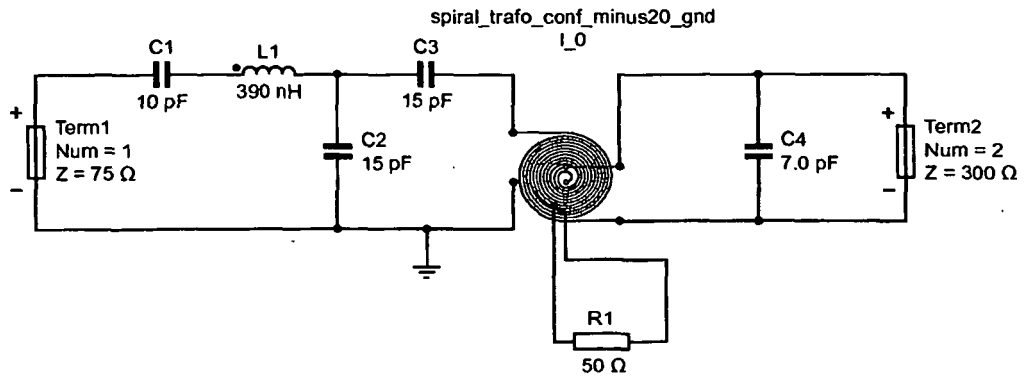 spiral_trafo_conf_minus20_gnd
I_0
C1
10 pF
L1
390 nH
C3
15 pF
+
Term1
Num = 1
Z = 75 Ω
−
C2
15 pF
C4
7.0 pF
+
Term2
Num = 2
Z = 300 Ω
−
R1
50 Ω